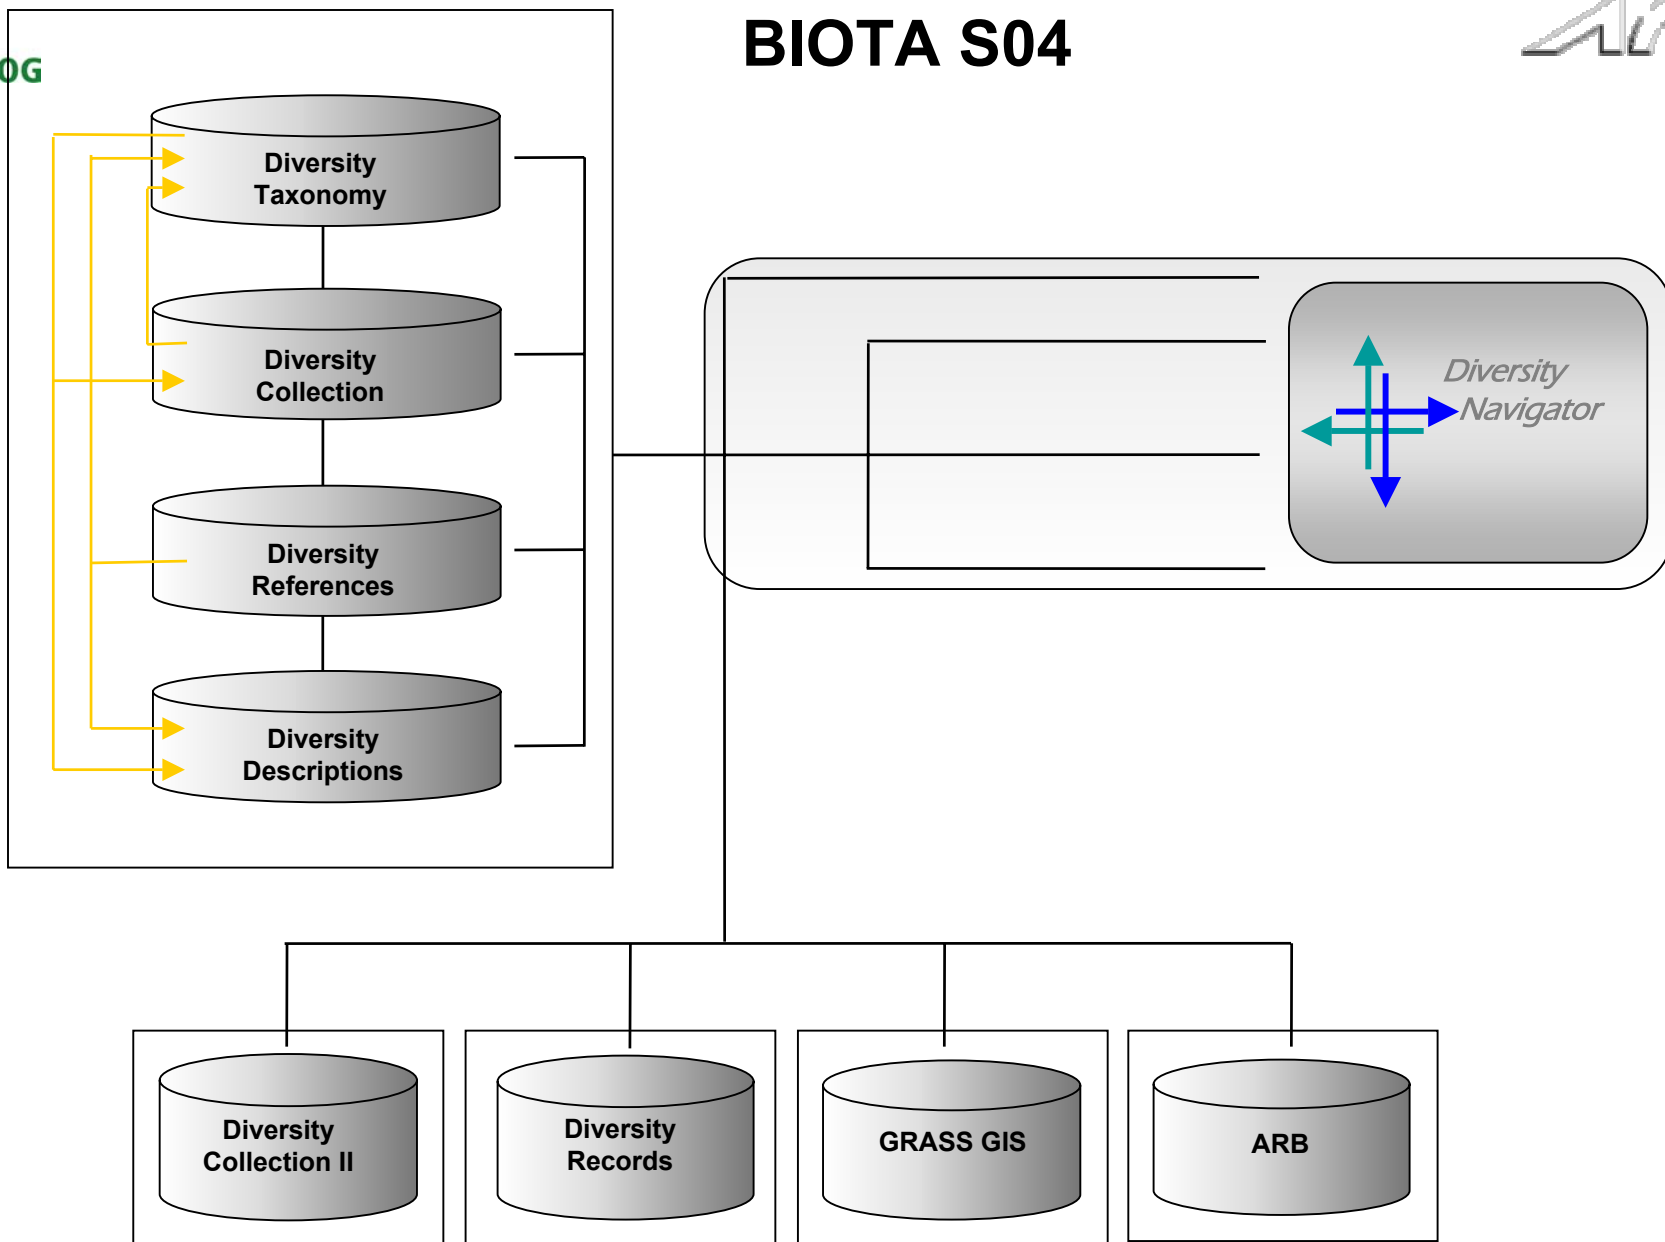 BIOTA S04
OG
Diversity
Taxonomy
Diversity
Collection
Diversity
References
Diversity
Descriptions
Diversity
Navigator
Diversity
Collection II
Diversity
Records
GRASS GIS
ARB